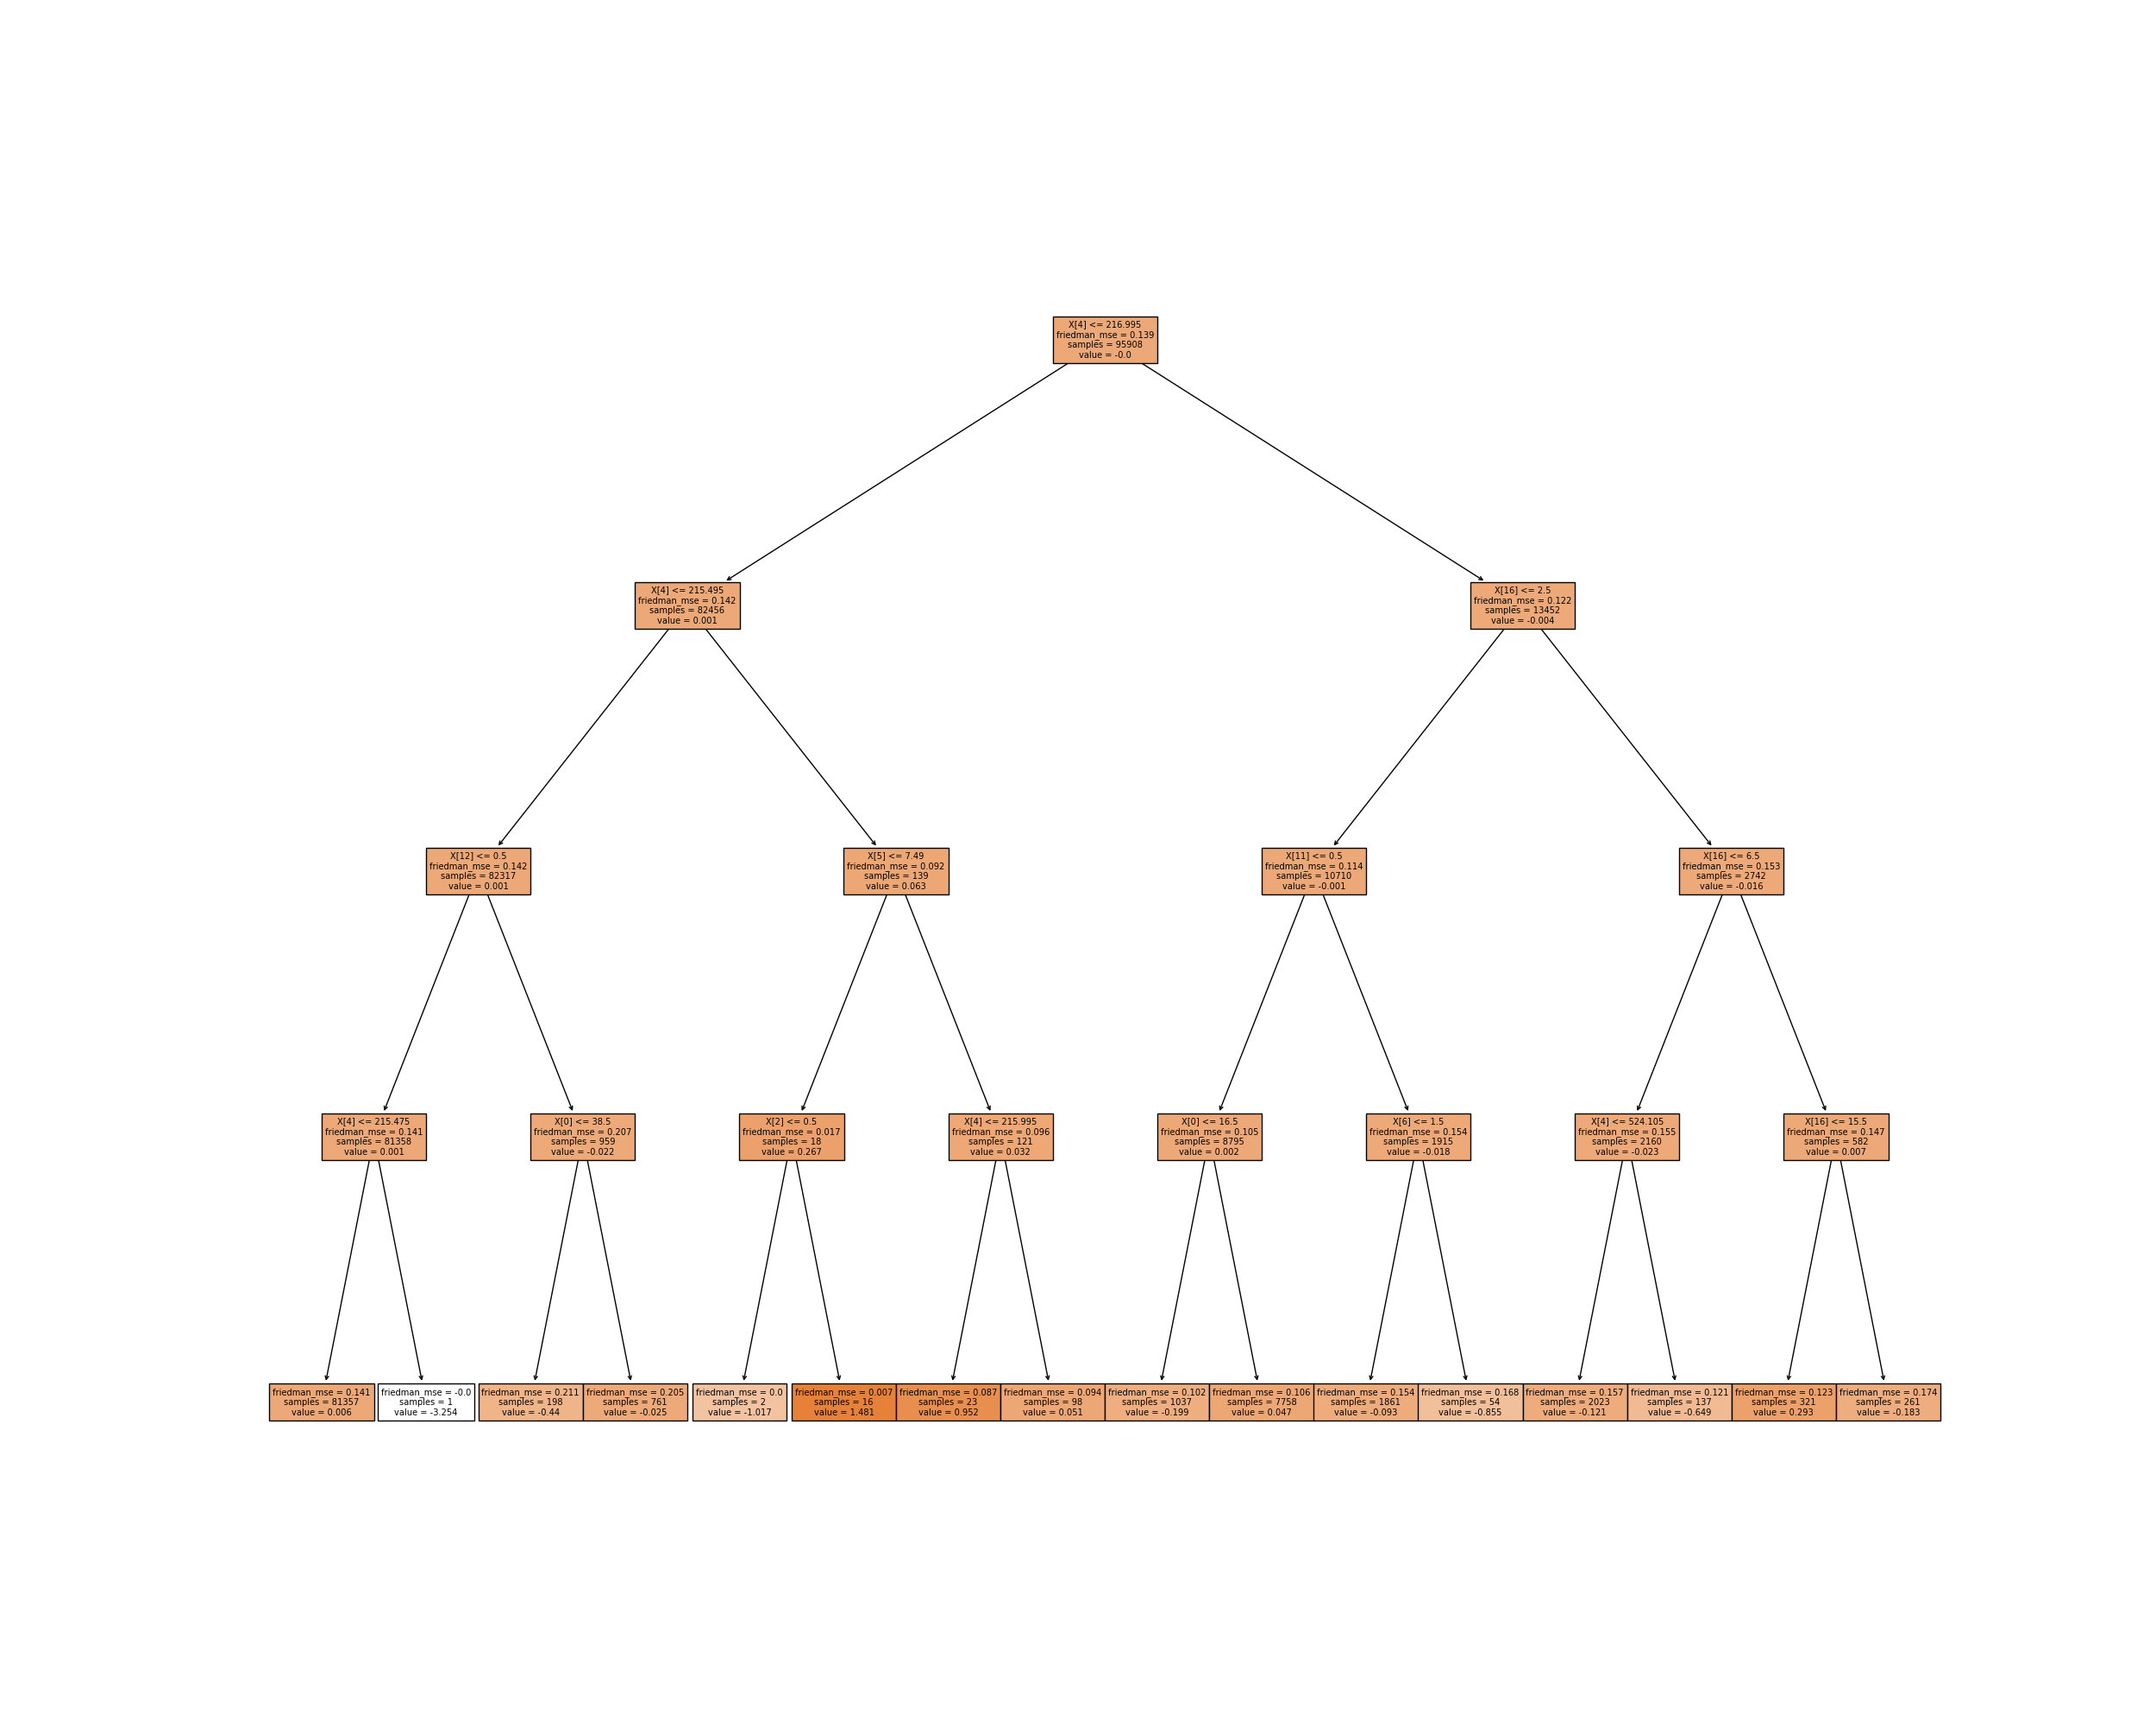 X[4] <= 216.995
friedman_mse = 0.139
samples = 95908
value = -0.0
X[4] <= 215.495
friedman_mse = 0.142
samples = 82456
value = 0.001
X[16] <= 2.5
friedman_mse = 0.122
samples = 13452
value = -0.004
X[12] <= 0.5
friedman_mse = 0.142
samples = 82317
value = 0.001
X[5] <= 7.49
friedman_mse = 0.092
samples = 139
value = 0.063
X[11] <= 0.5
friedman_mse = 0.114
samples = 10710
value = -0.001
X[16] <= 6.5
friedman_mse = 0.153
samples = 2742
value = -0.016
X[4] <= 215.475
friedman_mse = 0.141
samples = 81358
value = 0.001
X[0] <= 38.5
friedman_mse = 0.207
samples = 959
value = -0.022
X[2] <= 0.5
friedman_mse = 0.017
samples = 18
value = 0.267
X[4] <= 215.995
friedman_mse = 0.096
samples = 121
value = 0.032
X[0] <= 16.5
friedman_mse = 0.105
samples = 8795
value = 0.002
X[6] <= 1.5
friedman_mse = 0.154
samples = 1915
value = -0.018
X[4] <= 524.105
friedman_mse = 0.155
samples = 2160
value = -0.023
X[16] <= 15.5
friedman_mse = 0.147
samples = 582
value = 0.007
friedman_mse = 0.141
samples = 81357
value = 0.006
friedman_mse = -0.0
samples = 1
value = -3.254
friedman_mse = 0.211
samples = 198
value = -0.44
friedman_mse = 0.205
samples = 761
value = -0.025
friedman_mse = 0.0
samples = 2
value = -1.017
friedman_mse = 0.007
samples = 16
value = 1.481
friedman_mse = 0.087
samples = 23
value = 0.952
friedman_mse = 0.094
samples = 98
value = 0.051
friedman_mse = 0.102
samples = 1037
value = -0.199
friedman_mse = 0.106
samples = 7758
value = 0.047
friedman_mse = 0.154
samples = 1861
value = -0.093
friedman_mse = 0.168
samples = 54
value = -0.855
friedman_mse = 0.157
samples = 2023
value = -0.121
friedman_mse = 0.121
samples = 137
value = -0.649
friedman_mse = 0.123
samples = 321
value = 0.293
friedman_mse = 0.174
samples = 261
value = -0.183